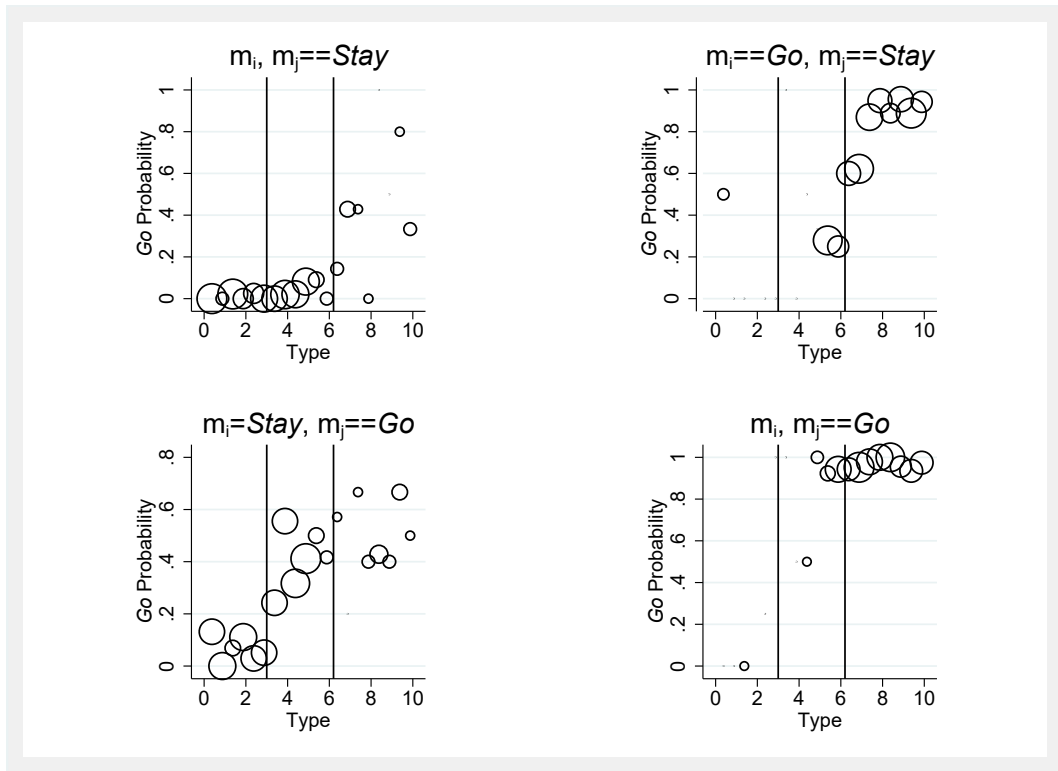 mᵢ, mⱼ==Stay
Go Probability
1
.8
.6
.4
.2
0
0 2 4 6 8 10
Type
mᵢ==Go, mⱼ==Stay
Go Probability
1
.8
.6
.4
.2
0
0 2 4 6 8 10
Type
mᵢ=Stay, mⱼ==Go
Go Probability
.8
.6
.4
.2
0
0 2 4 6 8 10
Type
mᵢ, mⱼ==Go
Go Probability
1
.8
.6
.4
.2
0
0 2 4 6 8 10
Type